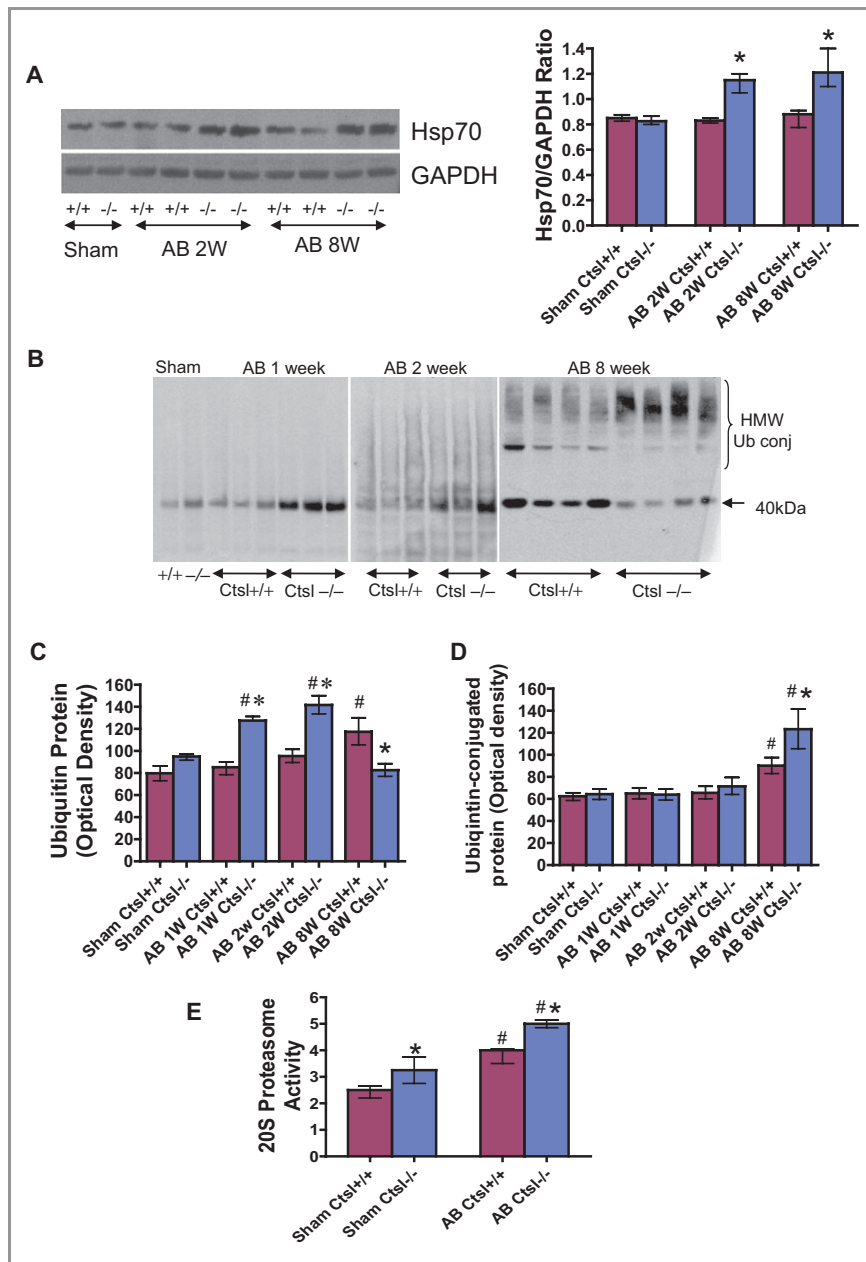 A
Hsp70
GAPDH
+/+ -/- +/+ +/+ -/- -/- +/+ +/+ -/- -/-
Sham AB 2W AB 8W
Hsp70/GAPDH Ratio
1.4
1.2
1.0
0.8
0.6
0.4
0.2
0.0
* *
Sham Ctsl+/+
Sham Ctsl-/-
AB 2W Ctsl+/+
AB 2W Ctsl-/-
AB 8W Ctsl+/+
AB 8W Ctsl-/-
B
Sham AB 1 week AB 2 week AB 8 week
HMW
Ub conj
40kDa
+/+ –/– Ctsl+/+ Ctsl –/– Ctsl+/+ Ctsl –/– Ctsl+/+ Ctsl –/–
C
Ubiquitin Protein
(Optical Density)
160
140
120
100
80
60
40
20
0
#* #* # *
Sham Ctsl+/+
Sham Ctsl-/-
AB 1W Ctsl+/+
AB 1W Ctsl-/-
AB 2w Ctsl+/+
AB 2W Ctsl-/-
AB 8W Ctsl+/+
AB 8W Ctsl-/-
D
Ubiqintin-conjugated
protein (Optical density)
160
140
120
100
80
60
40
20
0
# #*
Sham Ctsl+/+
Sham Ctsl-/-
AB 1W Ctsl+/+
AB 1W Ctsl-/-
AB 2w Ctsl+/+
AB 2W Ctsl-/-
AB 8W Ctsl+/+
AB 8W Ctsl-/-
E
20S Proteasome
Activity
6
5
4
3
2
1
0
* # #*
Sham Ctsl+/+
Sham Ctsl-/-
AB Ctsl+/+
AB Ctsl-/-